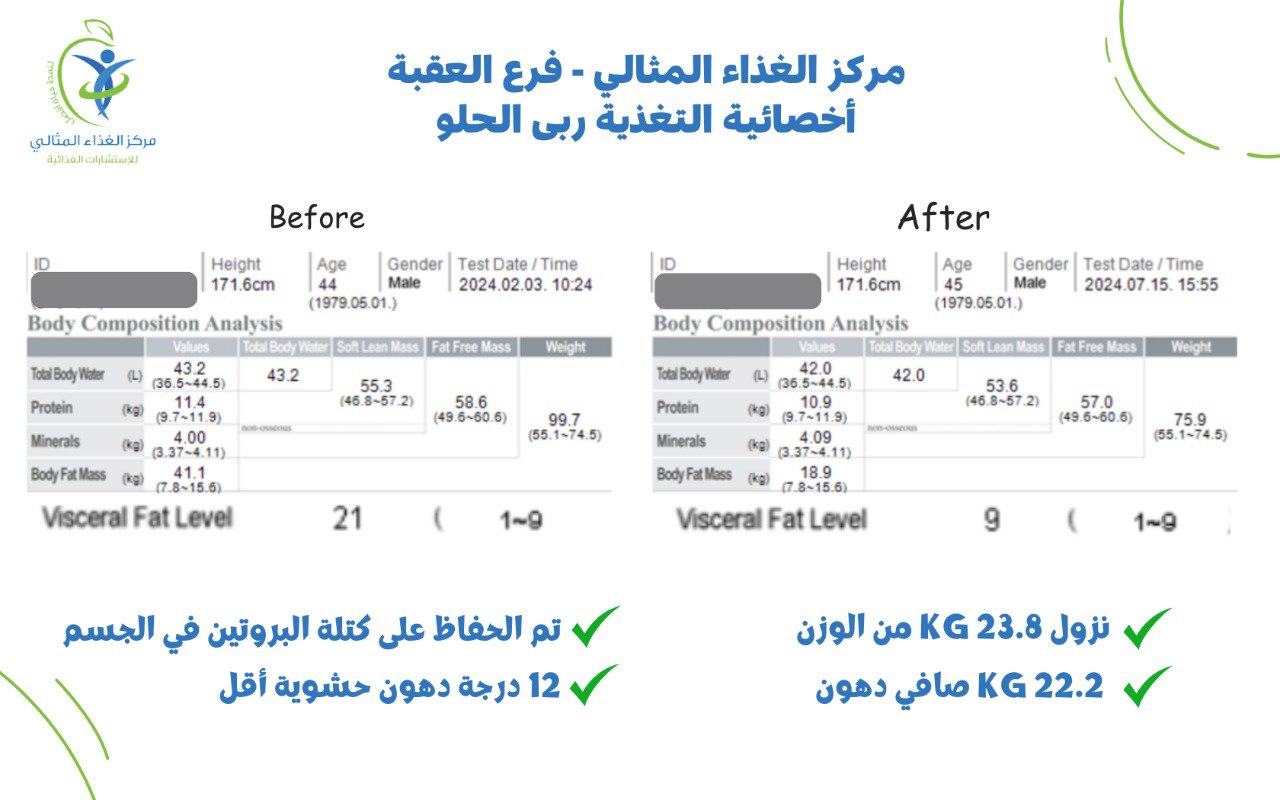 لنمط حياة أفضل
مركز الغذاء المثالي
للإستشارات الغذائية
مركز الغذاء المثالي - فرع العقبة
أخصائية التغذية ربى الحلو
Before
ID Height Age Gender Test Date / Time
171.6cm 44 Male 2024.02.03. 10:24
(1979.05.01.)
Body Composition Analysis
Values Total Body Water Soft Lean Mass Fat Free Mass Weight
Total Body Water (L) 43.2 (36.5~44.5) 43.2 55.3 (46.8~57.2) 58.6 (49.6~60.6) 99.7 (55.1~74.5)
Protein (kg) 11.4 (9.7~11.9)
non-osseous
Minerals (kg) 4.00 (3.37~4.11)
Body Fat Mass (kg) 41.1 (7.8~15.6)
Visceral Fat Level 21 ( 1~9
After
ID Height Age Gender Test Date / Time
171.6cm 45 Male 2024.07.15. 15:55
(1979.05.01.)
Body Composition Analysis
Values Total Body Water Soft Lean Mass Fat Free Mass Weight
Total Body Water (L) 42.0 (36.5~44.5) 42.0 53.6 (46.8~57.2) 57.0 (49.6~60.6) 75.9 (55.1~74.5)
Protein (kg) 10.9 (9.7~11.9)
non-osseous
Minerals (kg) 4.09 (3.37~4.11)
Body Fat Mass (kg) 18.9 (7.8~15.6)
Visceral Fat Level 9 ( 1~9
نزول 23.8 KG من الوزن
22.2 KG صافي دهون
تم الحفاظ على كتلة البروتين في الجسم
12 درجة دهون حشوية أقل